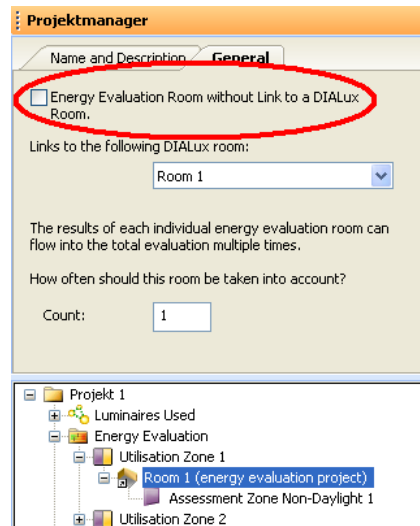 Projektmanager
Name and Description
General
Energy Evaluation Room without Link to a DIALux
Room.
Links to the following DIALux room:
Room 1
The results of each individual energy evaluation room can
flow into the total evaluation multiple times.
How often should this room be taken into account?
Count:
1
Projekt 1
Luminaires Used
Energy Evaluation
Utilisation Zone 1
Room 1 (energy evaluation project)
Assessment Zone Non-Daylight 1
Utilisation Zone 2